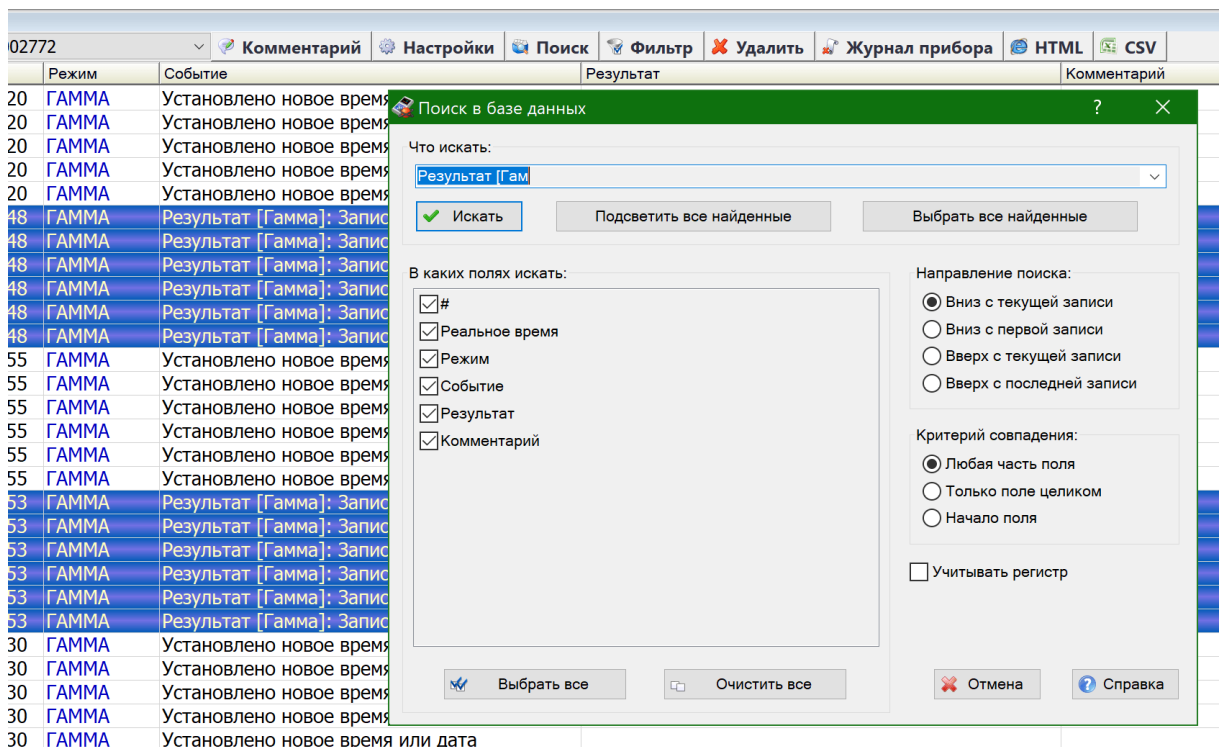 02772 Комментарий Настройки Поиск Фильтр Удалить Журнал прибора HTML CSV
Режим Событие Результат Комментарий
20 ГАММА Установлено новое время
20 ГАММА Установлено новое время
20 ГАММА Установлено новое время
20 ГАММА Установлено новое время
20 ГАММА Установлено новое время
48 ГАММА Результат [Гамма]: Запис
48 ГАММА Результат [Гамма]: Запис
48 ГАММА Результат [Гамма]: Запис
48 ГАММА Результат [Гамма]: Запис
48 ГАММА Результат [Гамма]: Запис
48 ГАММА Результат [Гамма]: Запис
55 ГАММА Установлено новое время
55 ГАММА Установлено новое время
55 ГАММА Установлено новое время
55 ГАММА Установлено новое время
55 ГАММА Установлено новое время
55 ГАММА Установлено новое время
53 ГАММА Результат [Гамма]: Запис
53 ГАММА Результат [Гамма]: Запис
53 ГАММА Результат [Гамма]: Запис
53 ГАММА Результат [Гамма]: Запис
53 ГАММА Результат [Гамма]: Запис
53 ГАММА Результат [Гамма]: Запис
30 ГАММА Установлено новое время
30 ГАММА Установлено новое время
30 ГАММА Установлено новое время
30 ГАММА Установлено новое время
30 ГАММА Установлено новое время или дата
Поиск в базе данных ?
Что искать:
Результат [Гам
Искать Подсветить все найденные Выбрать все найденные
В каких полях искать:
#
Реальное время
Режим
Событие
Результат
Комментарий
Выбрать все Очистить все
Направление поиска:
Вниз с текущей записи
Вниз с первой записи
Вверх с текущей записи
Вверх с последней записи
Критерий совпадения:
Любая часть поля
Только поле целиком
Начало поля
Учитывать регистр
Отмена Справка